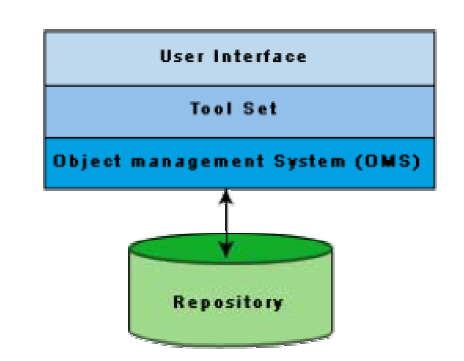 User Interface
Tool Set
Object management System (OMS)
Repository